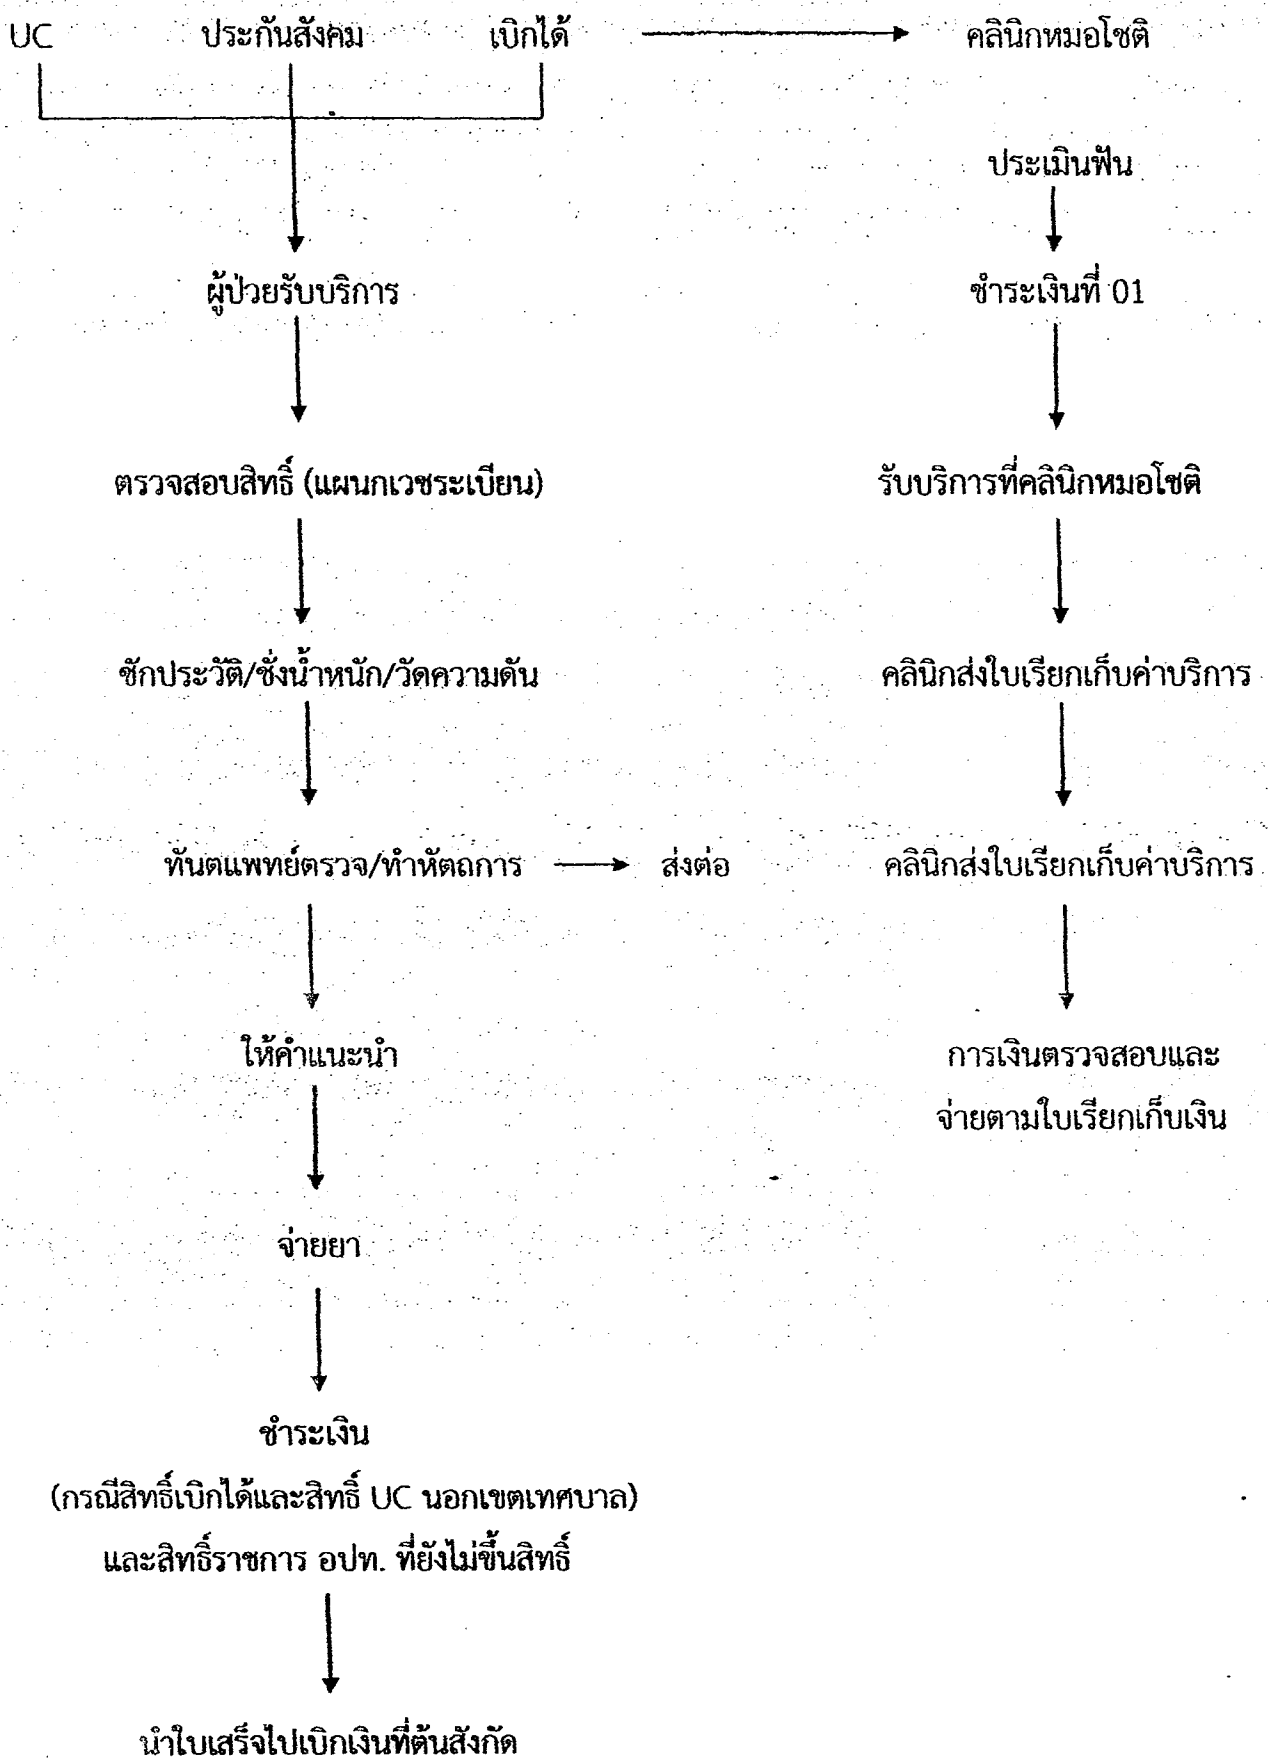 UC ประกันสังคม เบิกได้ คลินิกหมอโชติ
ประเมินฟัน
ผู้ป่วยรับบริการ
ชำระเงินที่ 01
ตรวจสอบสิทธิ์ (แผนกเวชระเบียน)
รับบริการที่คลินิกหมอโชติ
ซักประวัติ/ชั่งน้ำหนัก/วัดความดัน
คลินิกส่งใบเรียกเก็บค่าบริการ
ทันตแพทย์ตรวจ/ทำหัตถการ ส่งต่อ
คลินิกส่งใบเรียกเก็บค่าบริการ
ให้คำแนะนำ
การเงินตรวจสอบและ
จ่ายตามใบเรียกเก็บเงิน
จ่ายยา
ชำระเงิน
(กรณีสิทธิ์เบิกได้และสิทธิ์ UC นอกเขตเทศบาล)
และสิทธิ์ราชการ อปท. ที่ยังไม่ขึ้นสิทธิ์
นำใบเสร็จไปเบิกเงินที่ต้นสังกัด